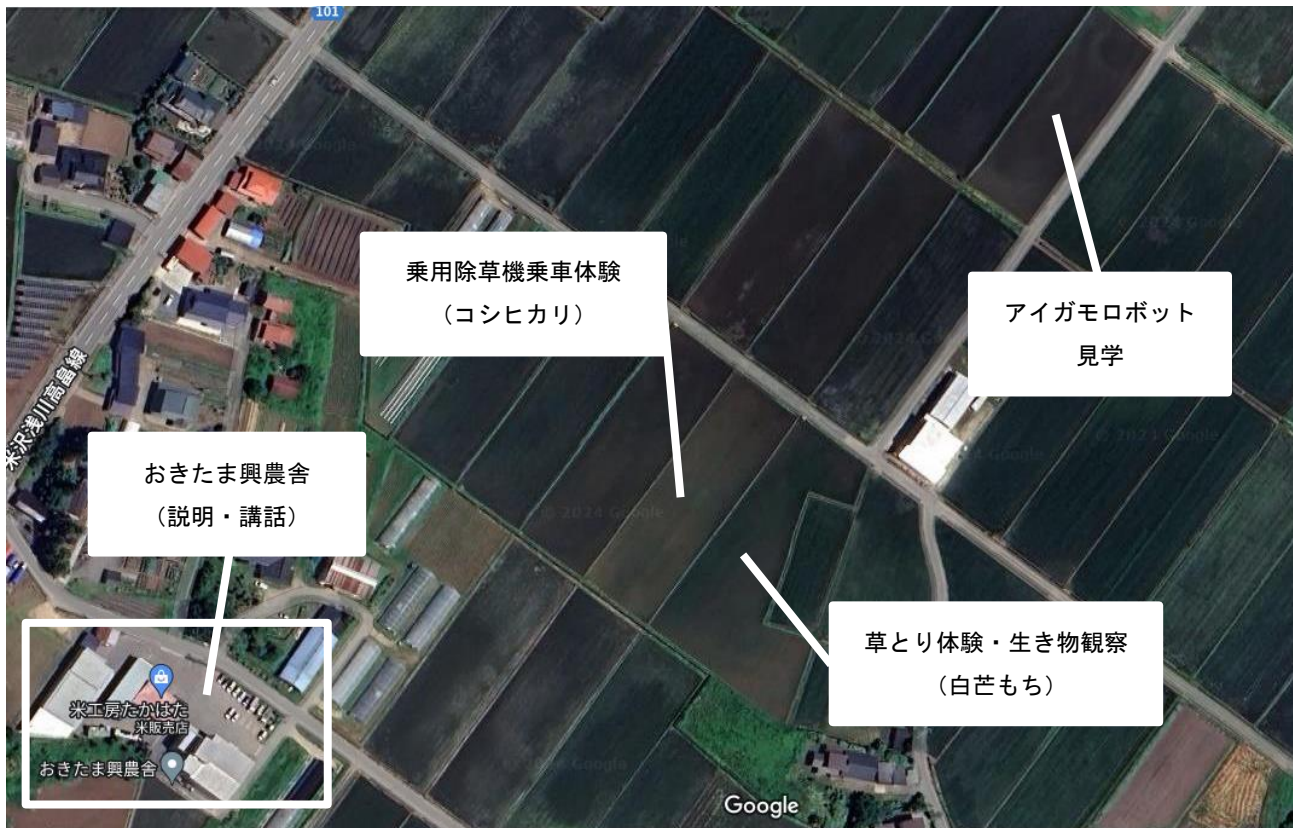 101
乗用除草機乗車体験
（コシヒカリ）
アイガモロボット
見学
米沢浅川高畠線
おきたま興農舎
（説明・講話）
草とり体験・生き物観察
（白芒もち）
米工房たかはた
米販売店
おきたま興農舎
© 2024 Google
Google